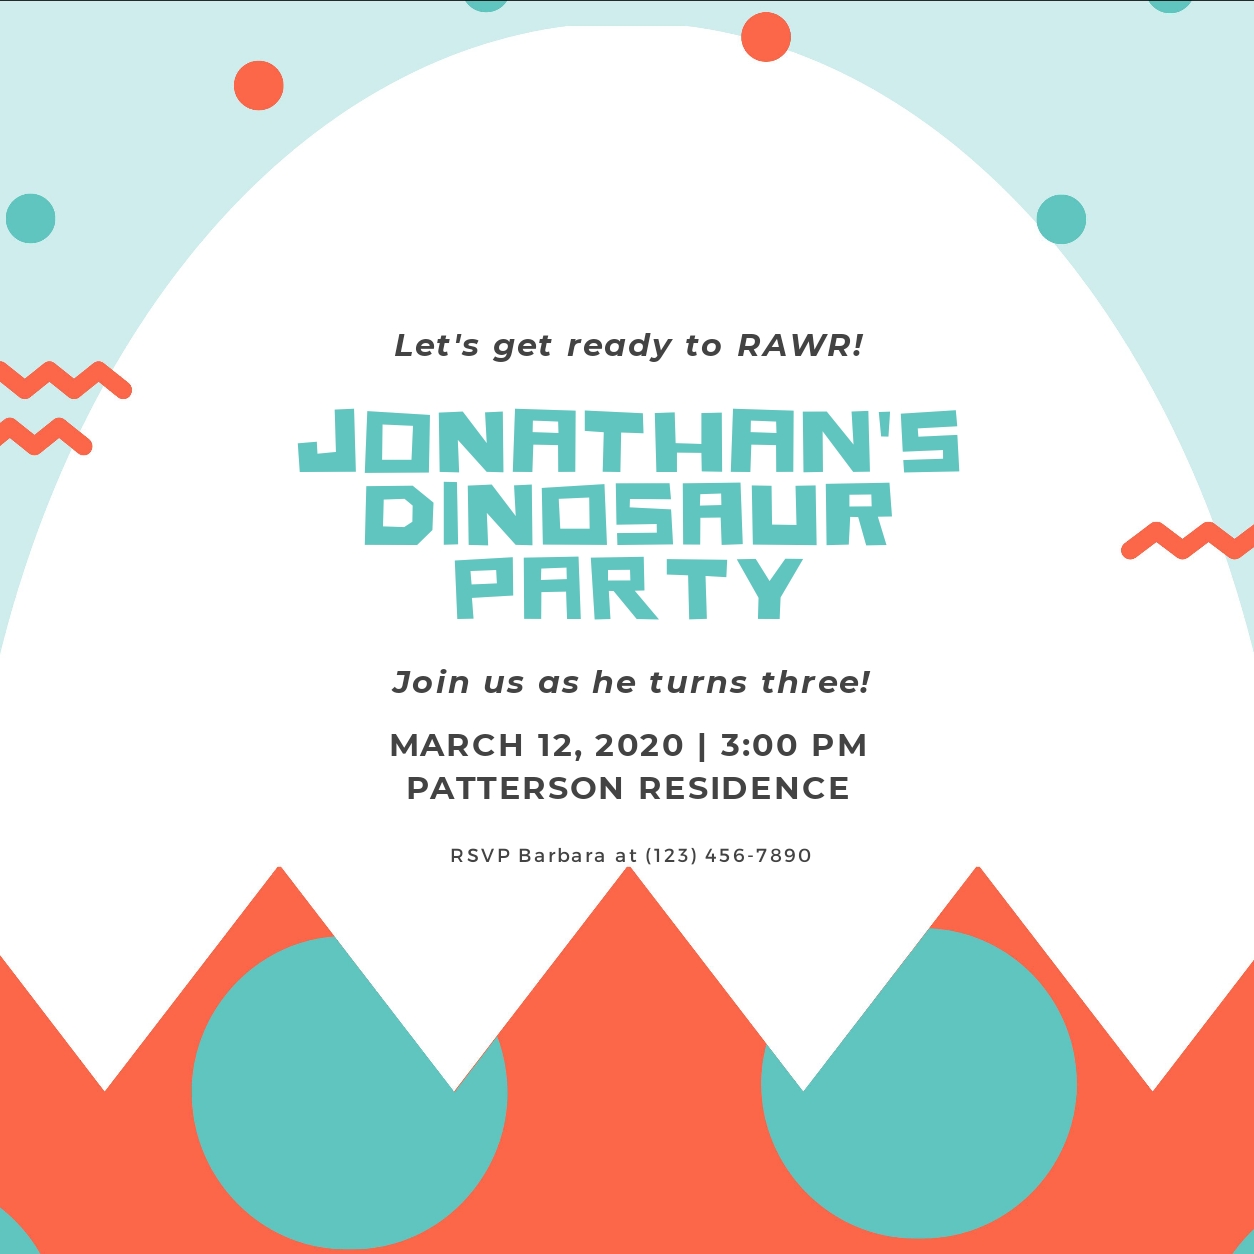 Let's get ready to RAWR!
JONATHAN'S
DINOSAUR
PARTY
Join us as he turns three!
MARCH 12, 2020 | 3:00 PM
PATTERSON RESIDENCE
RSVP Barbara at (123) 456-7890